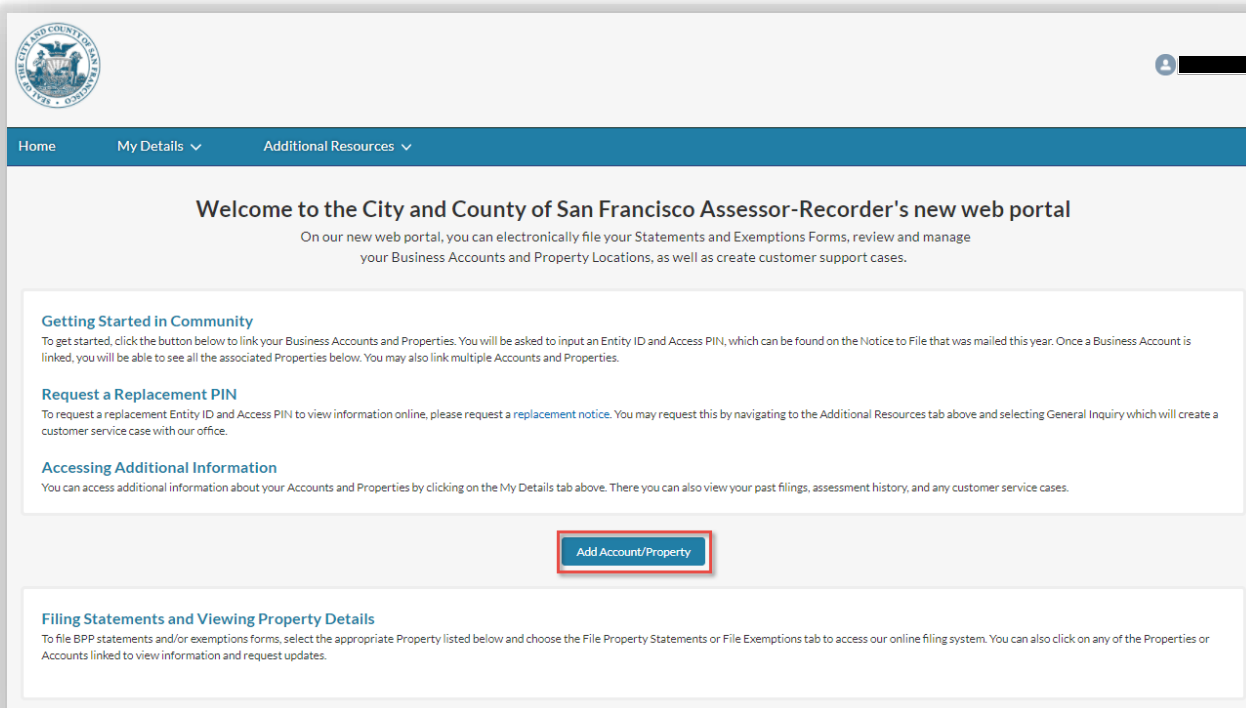 SEAL OF THE CITY AND COUNTY OF SAN FRANCISCO
Home My Details Additional Resources
Welcome to the City and County of San Francisco Assessor-Recorder's new web portal
On our new web portal, you can electronically file your Statements and Exemptions Forms, review and manage
your Business Accounts and Property Locations, as well as create customer support cases.
Getting Started in Community
To get started, click the button below to link your Business Accounts and Properties. You will be asked to input an Entity ID and Access PIN, which can be found on the Notice to File that was mailed this year. Once a Business Account is
linked, you will be able to see all the associated Properties below. You may also link multiple Accounts and Properties.
Request a Replacement PIN
To request a replacement Entity ID and Access PIN to view information online, please request a replacement notice. You may request this by navigating to the Additional Resources tab above and selecting General Inquiry which will create a
customer service case with our office.
Accessing Additional Information
You can access additional information about your Accounts and Properties by clicking on the My Details tab above. There you can also view your past filings, assessment history, and any customer service cases.
Add Account/Property
Filing Statements and Viewing Property Details
To file BPP statements and/or exemptions forms, select the appropriate Property listed below and choose the File Property Statements or File Exemptions tab to access our online filing system. You can also click on any of the Properties or
Accounts linked to view information and request updates.